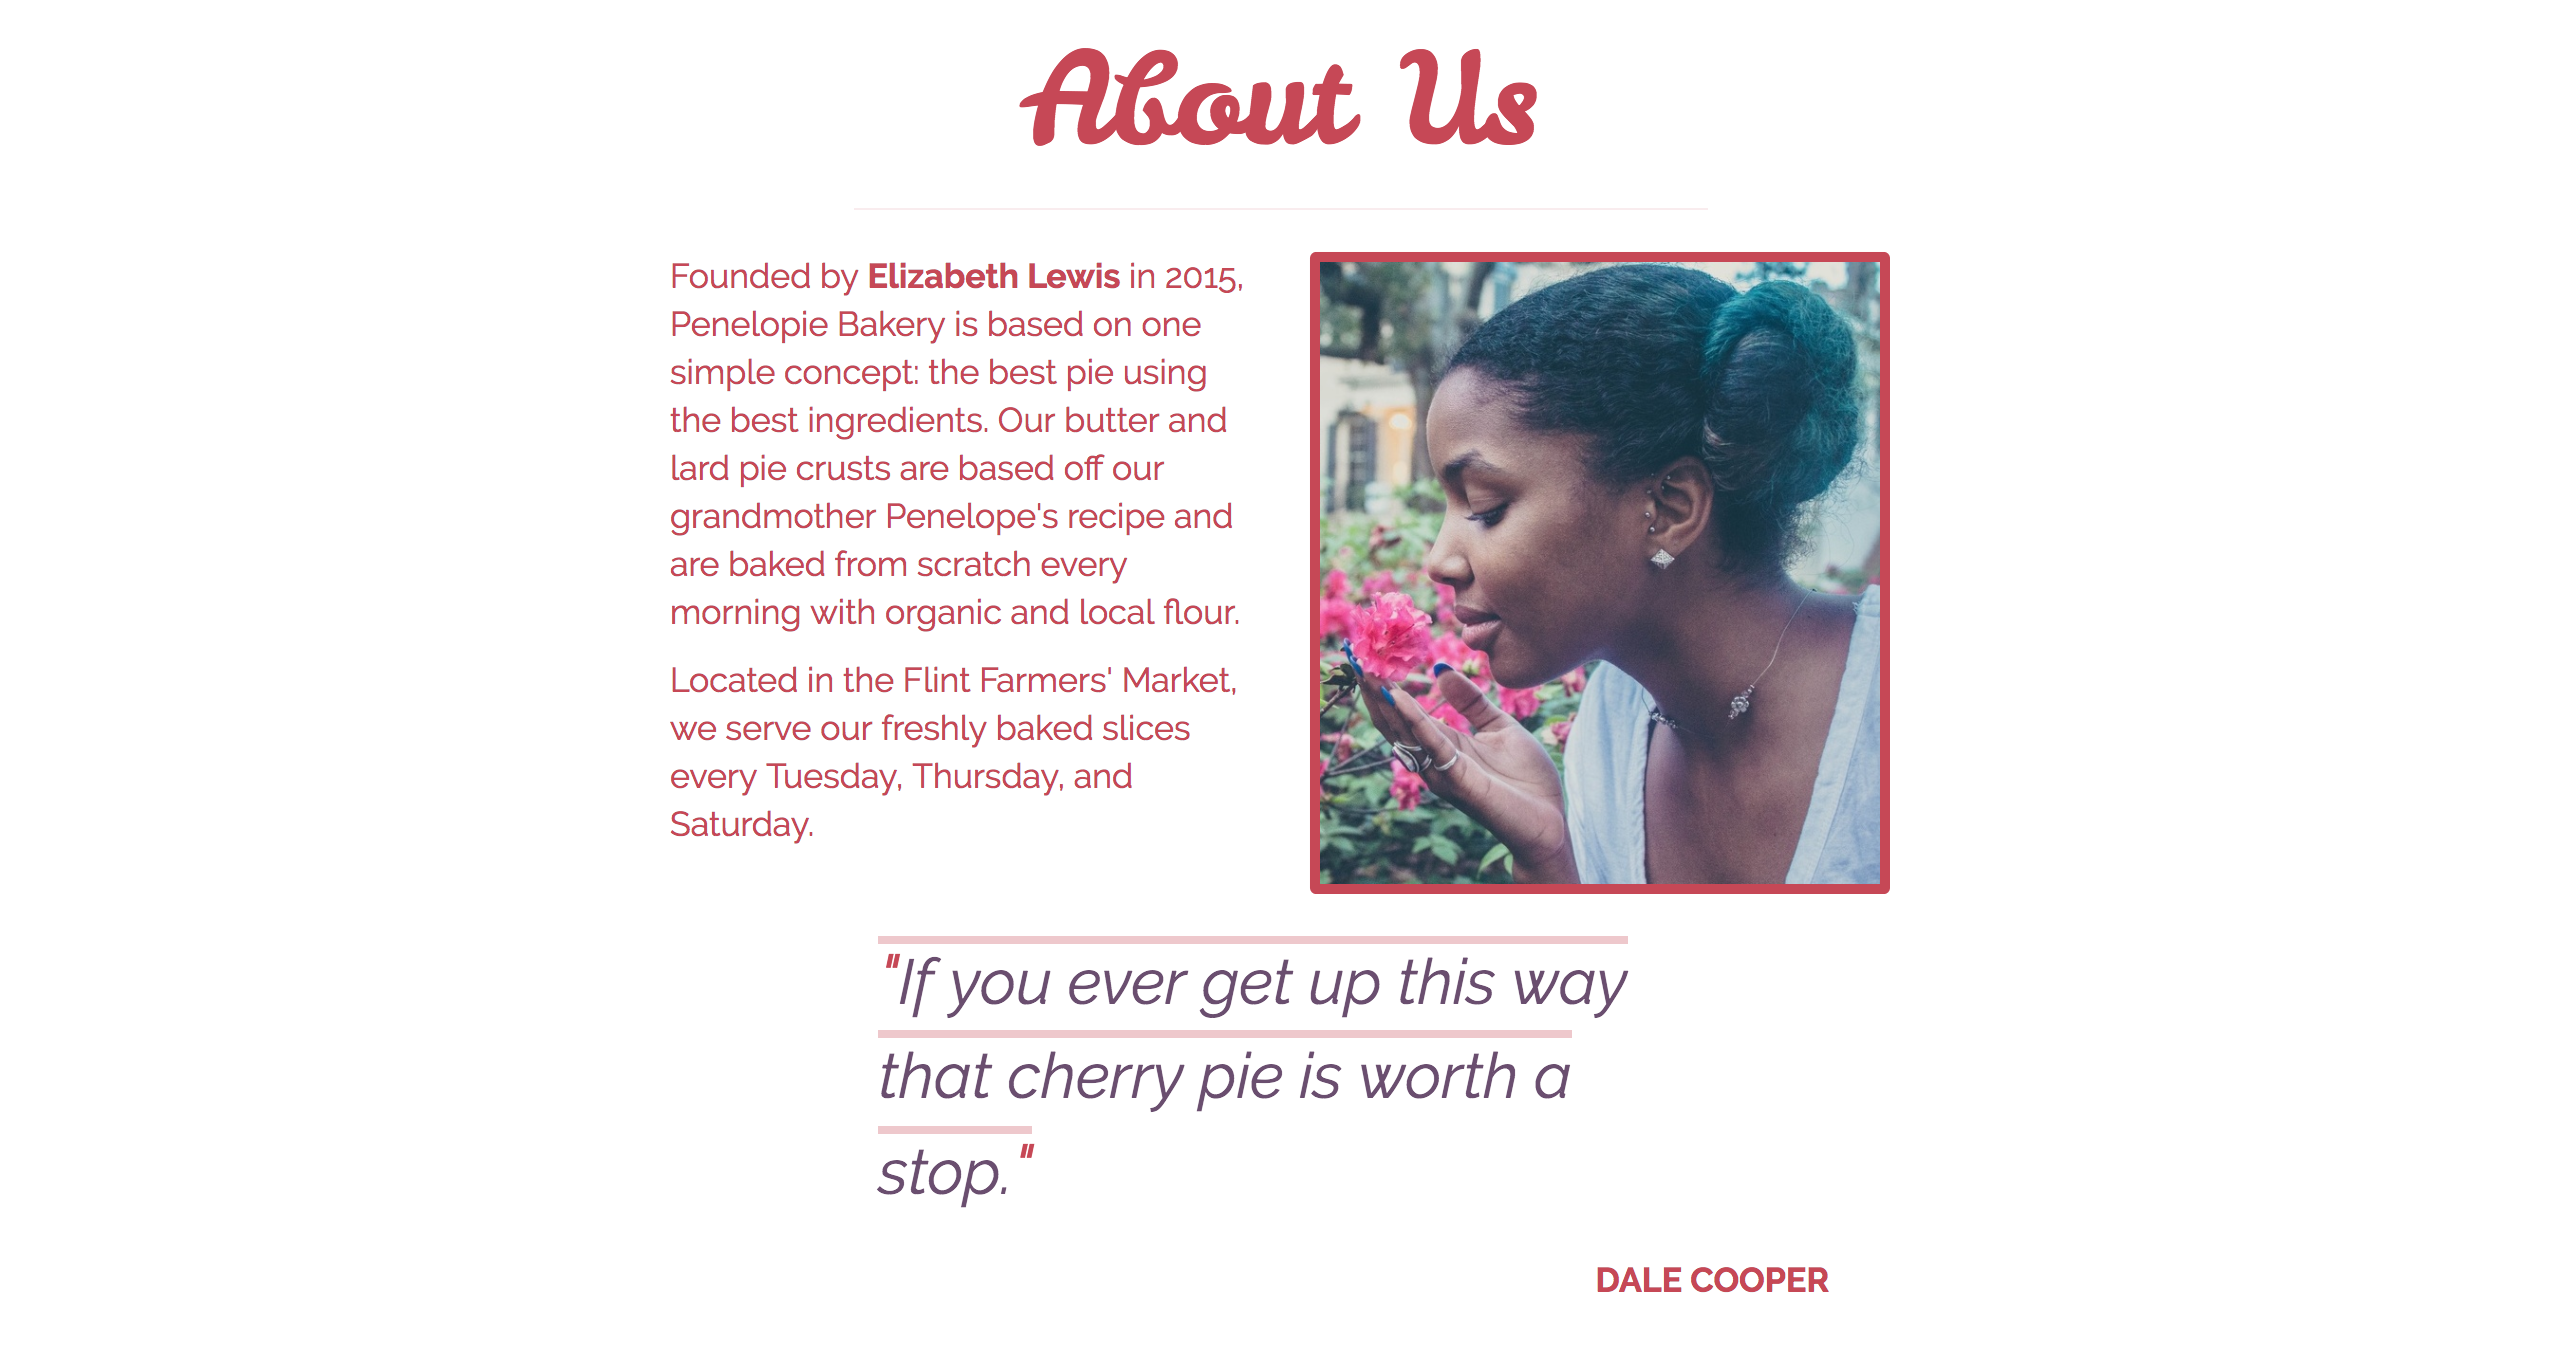 About Us
Founded by Elizabeth Lewis in 2015,
Penelopie Bakery is based on one
simple concept: the best pie using
the best ingredients. Our butter and
lard pie crusts are based off our
grandmother Penelope's recipe and
are baked from scratch every
morning with organic and local flour.
Located in the Flint Farmers' Market,
we serve our freshly baked slices
every Tuesday, Thursday, and
Saturday.
"If you ever get up this way
that cherry pie is worth a
stop."
DALE COOPER